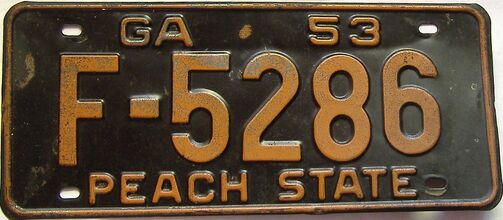 GA 53
F-5286
PEACH STATE